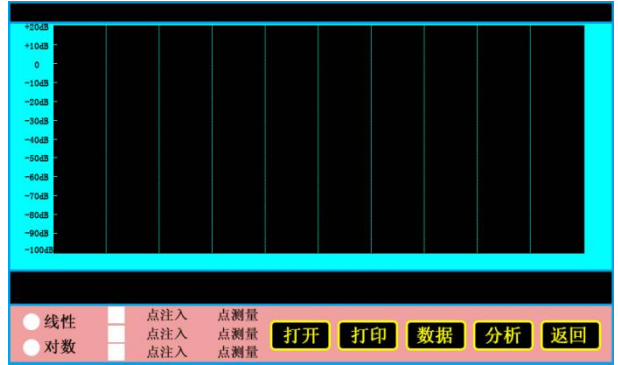 +20dB
+10dB
0
-10dB
-20dB
-30dB
-40dB
-50dB
-60dB
-70dB
-80dB
-90dB
-100dB
线性
对数
点注入 点测量
点注入 点测量
点注入 点测量
打开 打印 数据 分析 返回